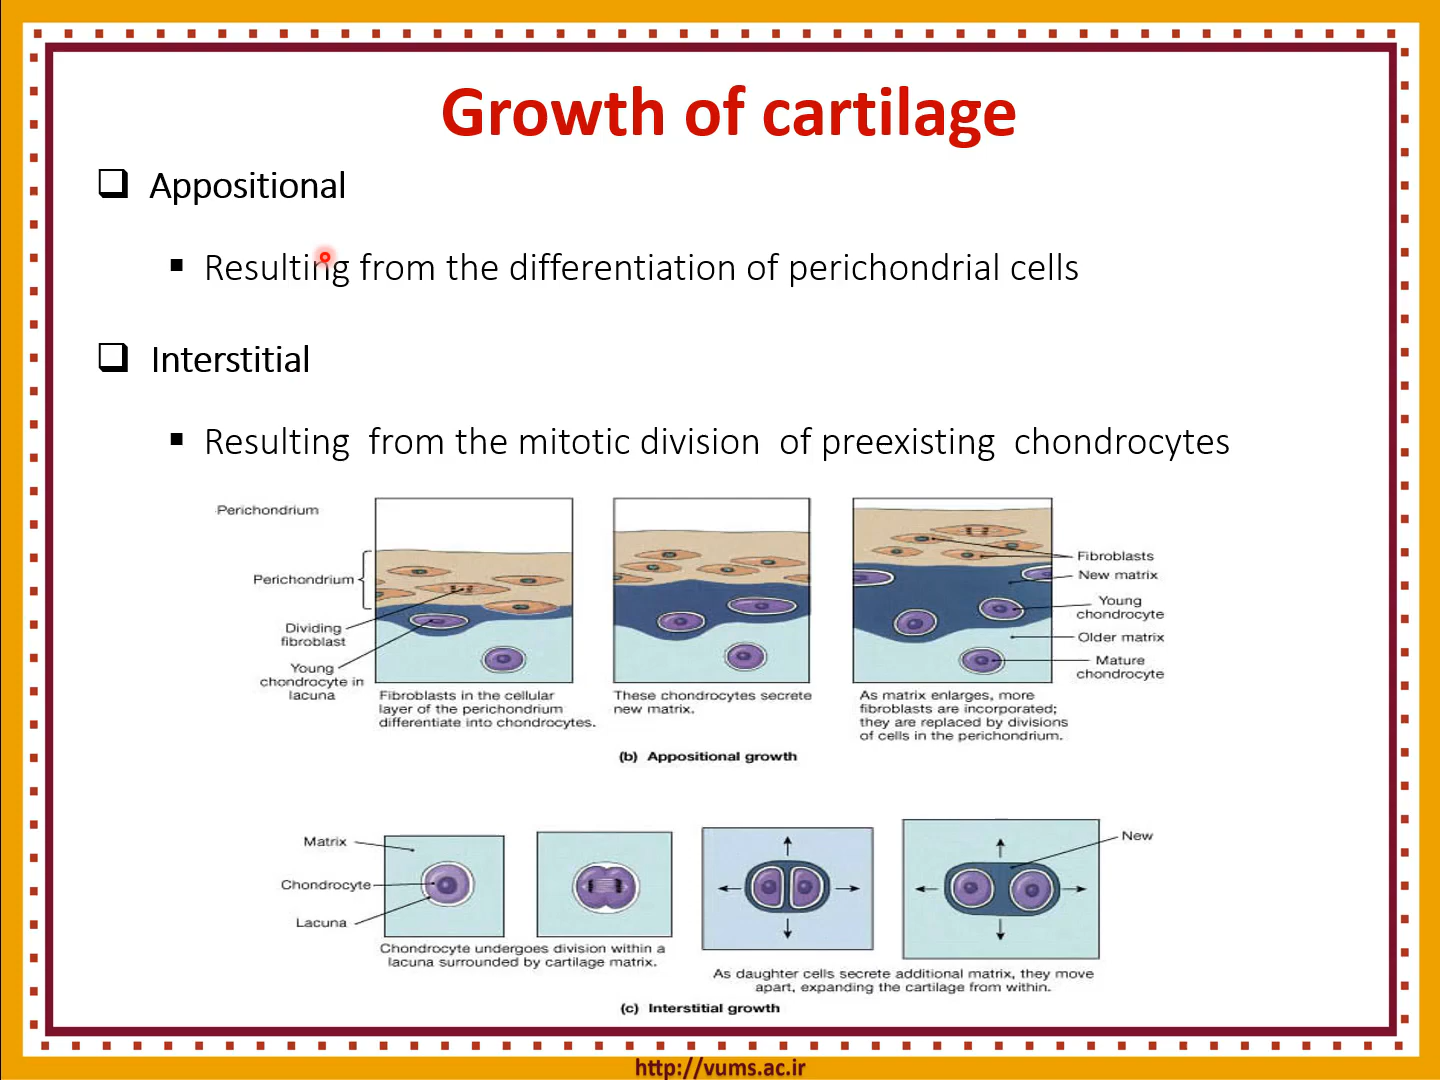 Growth of cartilage
Appositional
Resulting from the differentiation of perichondrial cells
Interstitial
Resulting from the mitotic division of preexisting chondrocytes
Perichondrium
Perichondrium
Dividing
fibroblast
Young
chondrocyte in
lacuna
Fibroblasts
New matrix
Young
chondrocyte
Older matrix
Mature
chondrocyte
Fibroblasts in the cellular
layer of the perichondrium
differentiate into chondrocytes.
These chondrocytes secrete
new matrix.
As matrix enlarges, more
fibroblasts are incorporated;
they are replaced by divisions
of cells in the perichondrium.
(b) Appositional growth
Matrix
Chondrocyte
Lacuna
New
Chondrocyte undergoes division within a
lacuna surrounded by cartilage matrix.
As daughter cells secrete additional matrix, they move
apart, expanding the cartilage from within.
(c) Interstitial growth
http://vums.ac.ir